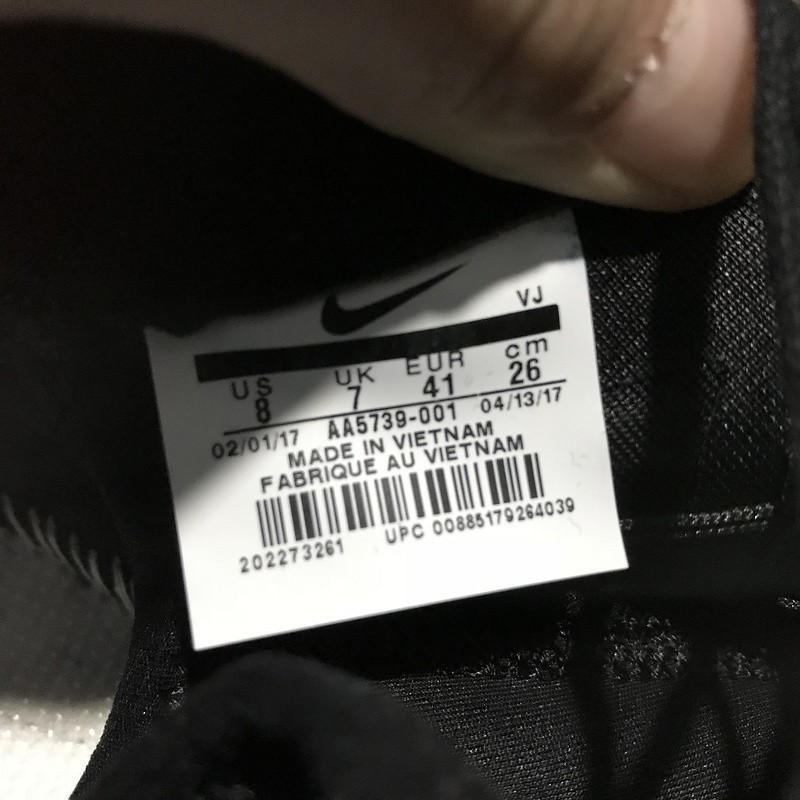 VJ
US UK EUR cm
8 7 41 26
02/01/17 AA5739-001 04/13/17
MADE IN VIETNAM
FABRIQUE AU VIETNAM
202273261 UPC 00885179264039